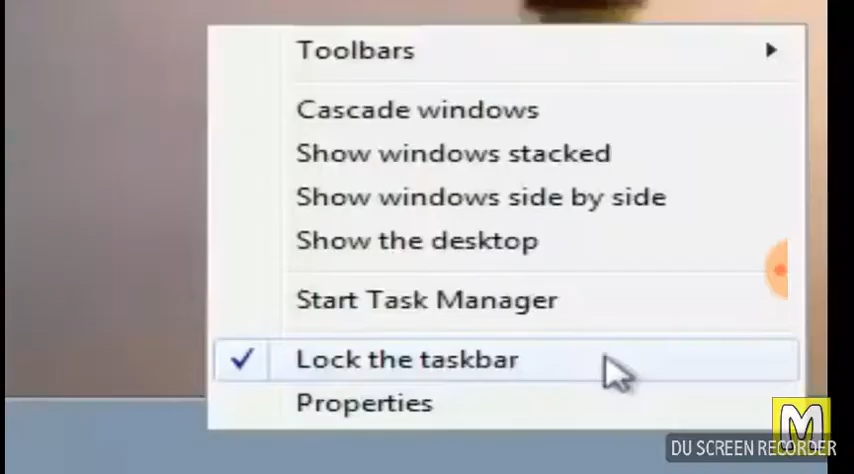 Toolbars
Cascade windows
Show windows stacked
Show windows side by side
Show the desktop
Start Task Manager
Lock the taskbar
Properties
M
DU SCREEN RECORDER